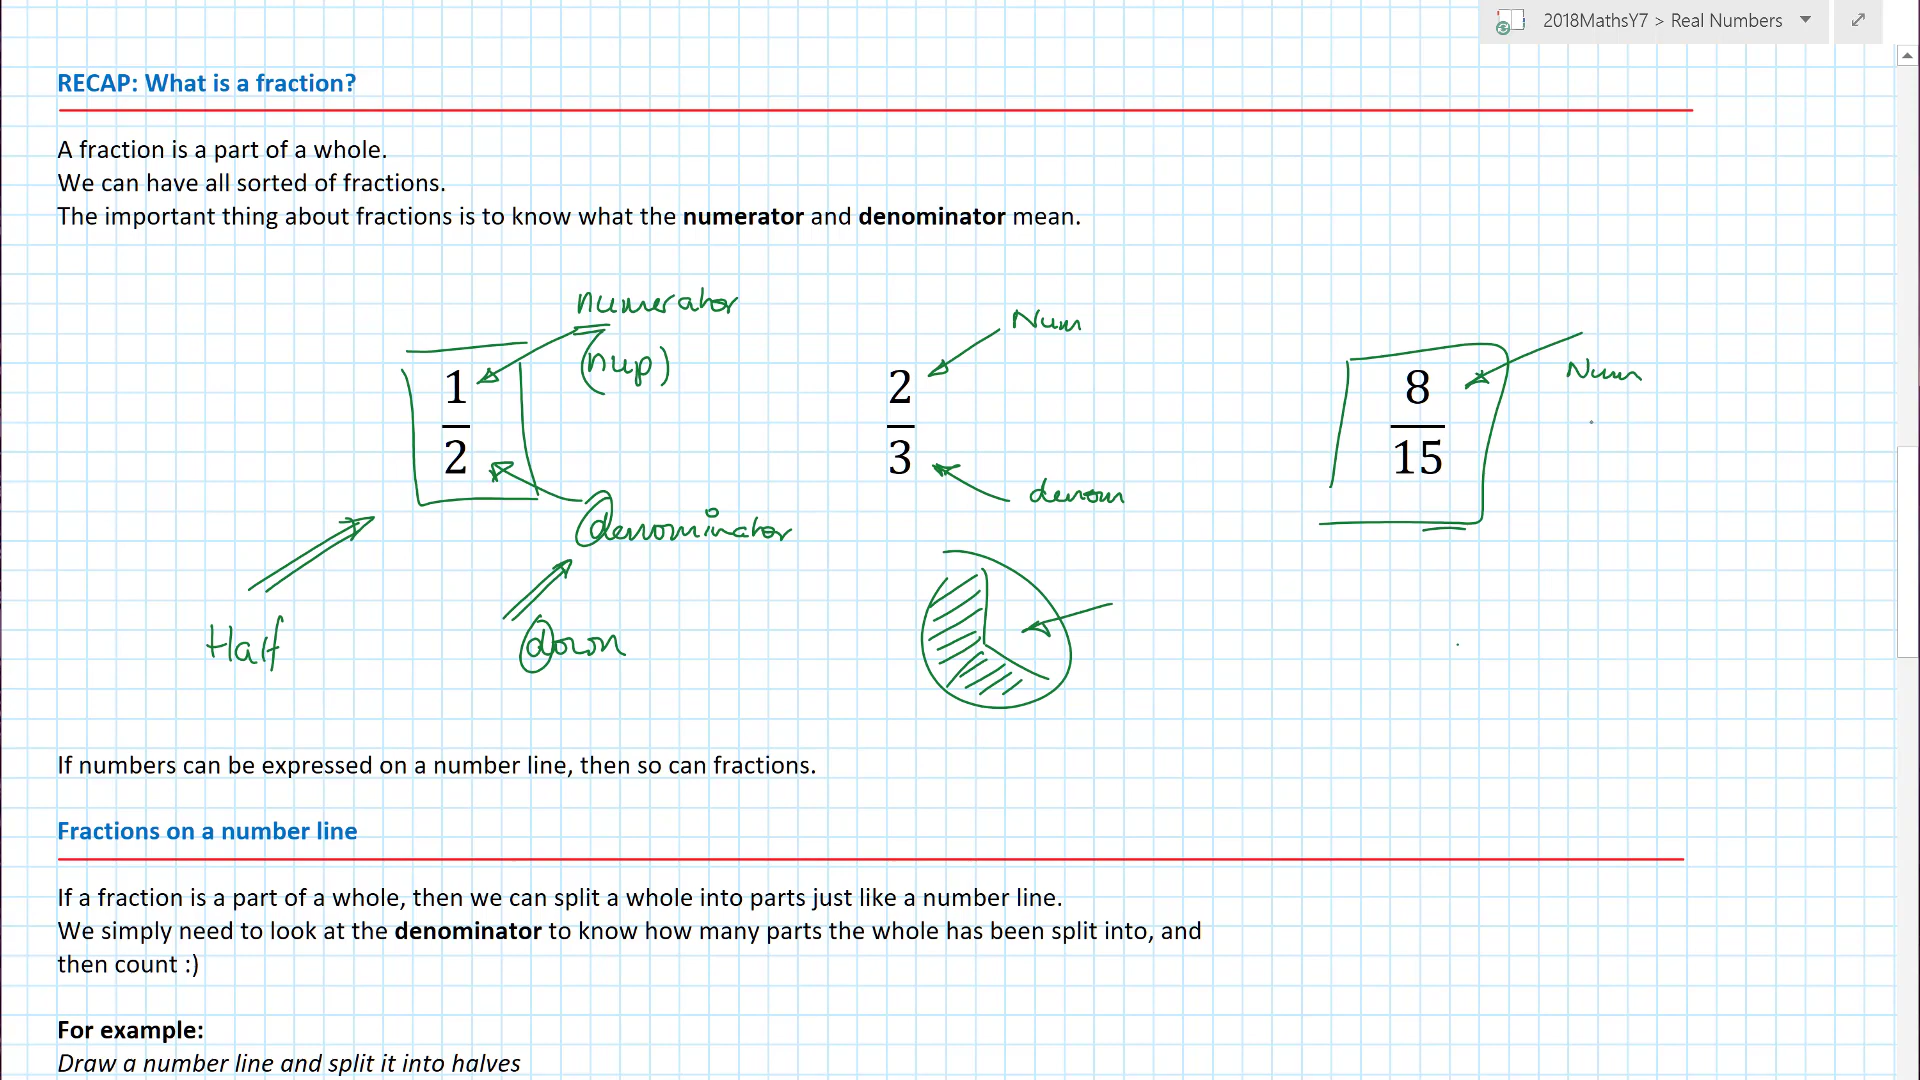 2018MathsY7 > Real Numbers
RECAP: What is a fraction?
A fraction is a part of a whole.
We can have all sorted of fractions.
The important thing about fractions is to know what the numerator and denominator mean.
numerator
(nup)
1
2
denominator
Half
down
Num
2
3
denom
8
15
Num
If numbers can be expressed on a number line, then so can fractions.
Fractions on a number line
If a fraction is a part of a whole, then we can split a whole into parts just like a number line.
We simply need to look at the denominator to know how many parts the whole has been split into, and
then count :)
For example:
Draw a number line and split it into halves